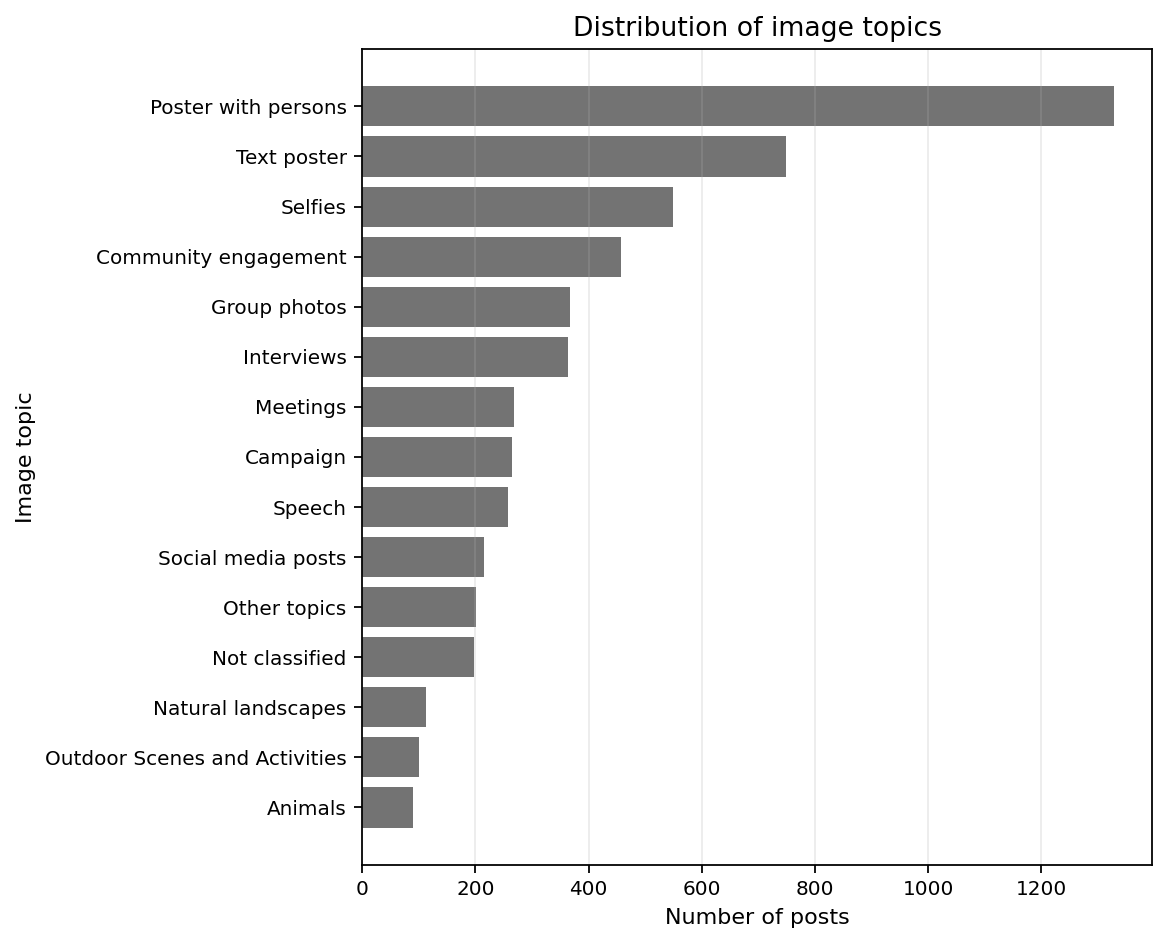 Distribution of image topics
Poster with persons
Text poster
Selfies
Community engagement
Group photos
Interviews
Meetings
Campaign
Speech
Social media posts
Other topics
Not classified
Natural landscapes
Outdoor Scenes and Activities
Animals
Image topic
0 200 400 600 800 1000 1200
Number of posts